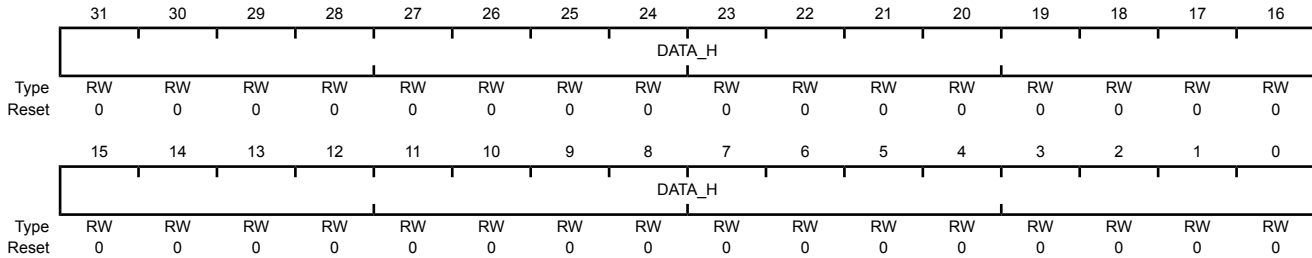 31 30 29 28 27 26 25 24 23 22 21 20 19 18 17 16
DATA_H
Type RW RW RW RW RW RW RW RW RW RW RW RW RW RW RW RW
Reset 0 0 0 0 0 0 0 0 0 0 0 0 0 0 0 0
15 14 13 12 11 10 9 8 7 6 5 4 3 2 1 0
DATA_H
Type RW RW RW RW RW RW RW RW RW RW RW RW RW RW RW RW
Reset 0 0 0 0 0 0 0 0 0 0 0 0 0 0 0 0